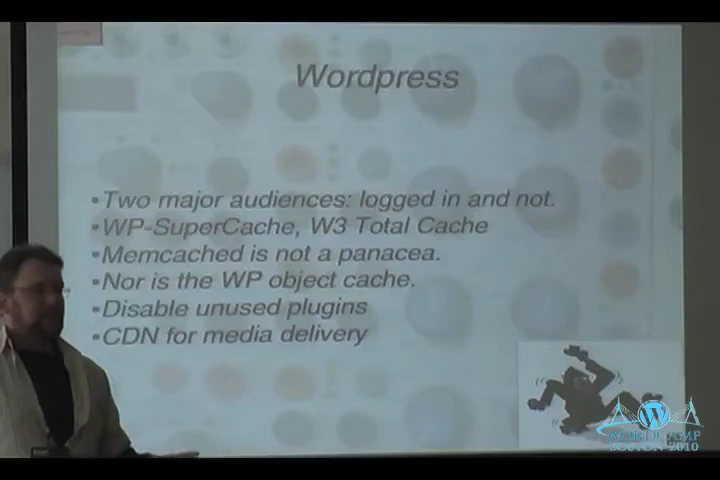 Wordpress
•Two major audiences: logged in and not.
•WP-SuperCache, W3 Total Cache
•Memcached is not a panacea.
•Nor is the WP object cache.
•Disable unused plugins
•CDN for media delivery
WORDCAMP
BOSTON 2010